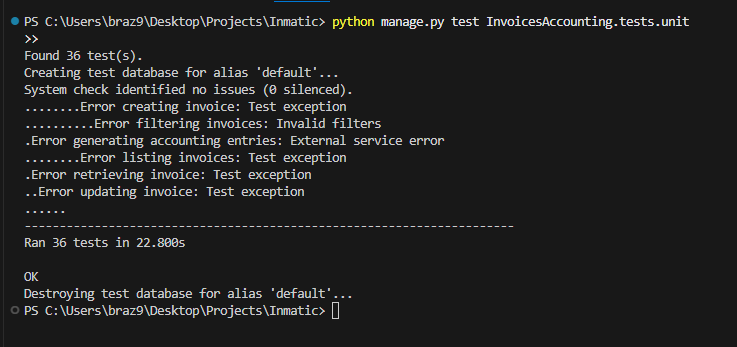 PS C:\Users\braz9\Desktop\Projects\Inmatic> python manage.py test InvoicesAccounting.tests.unit
>>
Found 36 test(s).
Creating test database for alias 'default'...
System check identified no issues (0 silenced).
........Error creating invoice: Test exception
..........Error filtering invoices: Invalid filters
.Error generating accounting entries: External service error
........Error listing invoices: Test exception
.Error retrieving invoice: Test exception
..Error updating invoice: Test exception
......
----------------------------------------------------------------------
Ran 36 tests in 22.800s
OK
Destroying test database for alias 'default'...
PS C:\Users\braz9\Desktop\Projects\Inmatic>